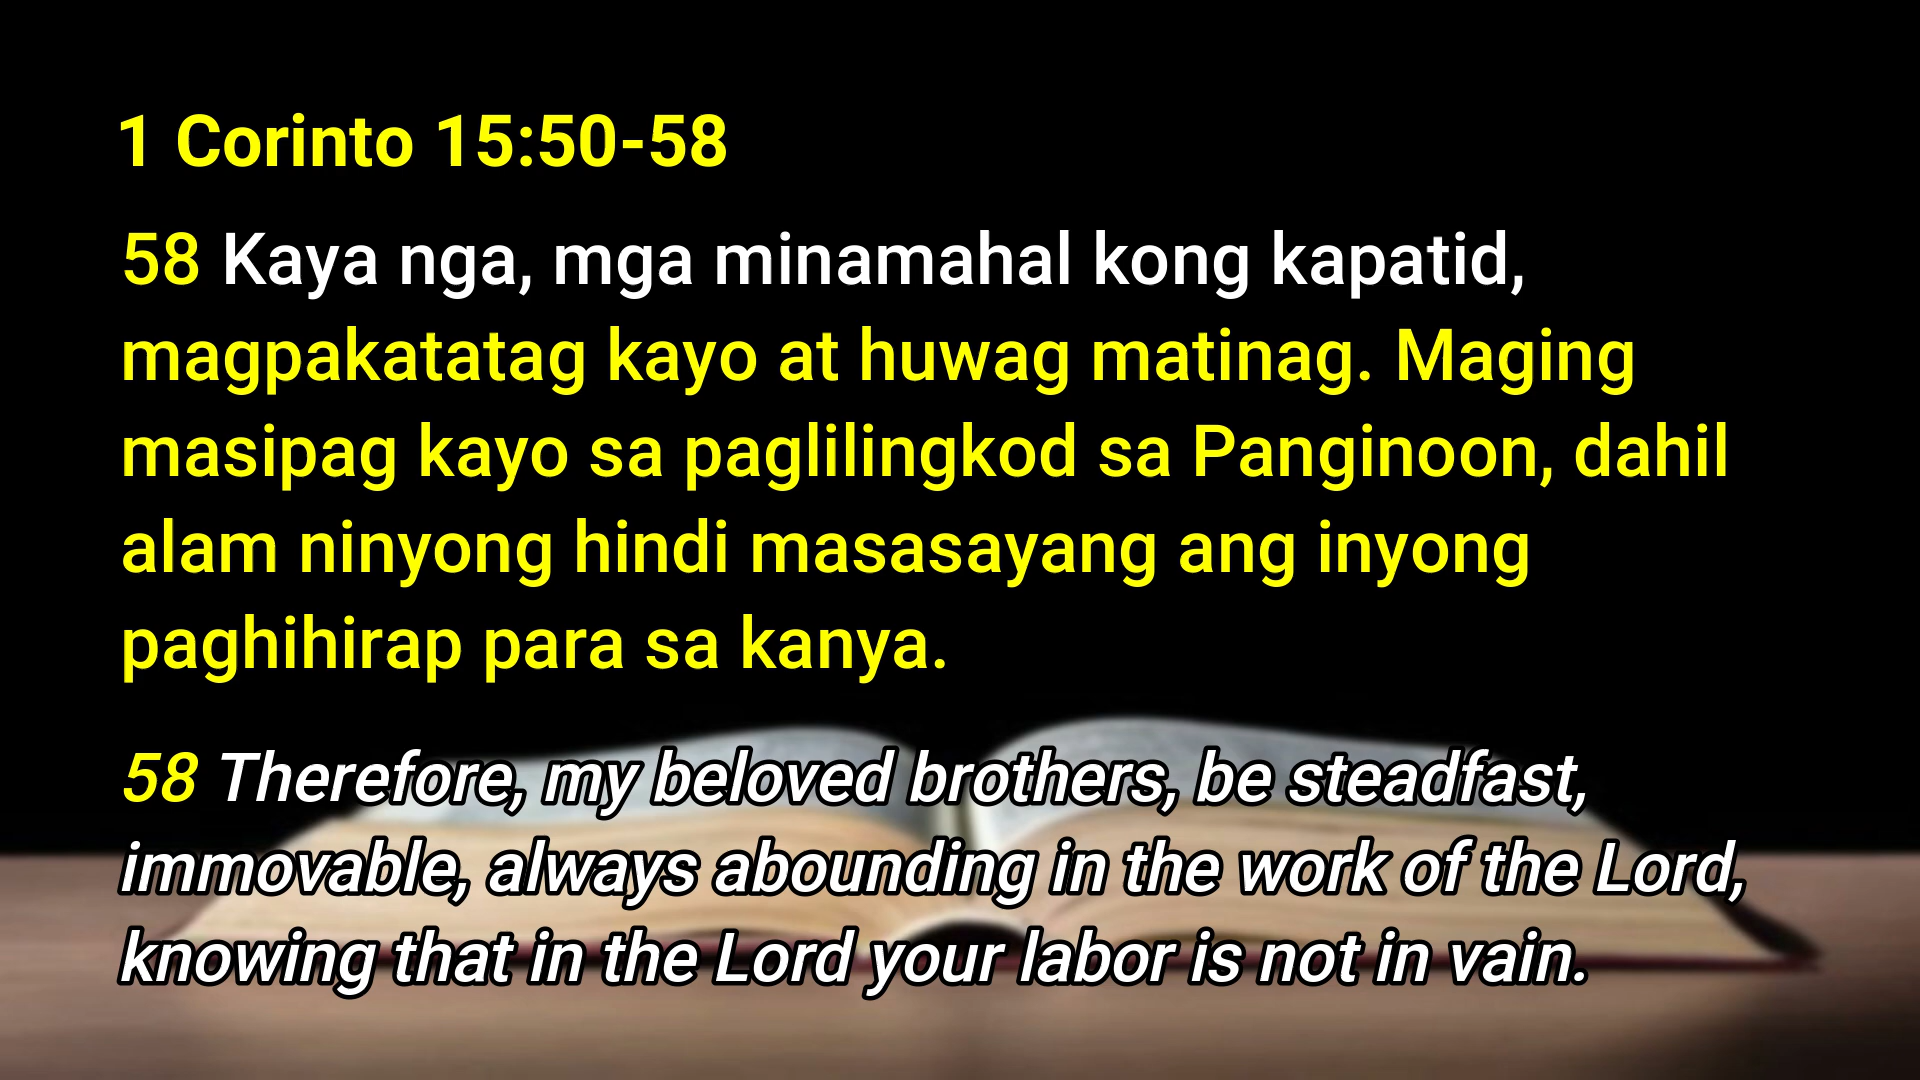 1 Corinto 15:50-58
58 Kaya nga, mga minamahal kong kapatid,
magpakatatag kayo at huwag matinag. Maging
masipag kayo sa paglilingkod sa Panginoon, dahil
alam ninyong hindi masasayang ang inyong
paghihirap para sa kanya.
58 Therefore, my beloved brothers, be steadfast,
immovable, always abounding in the work of the Lord,
knowing that in the Lord your labor is not in vain.